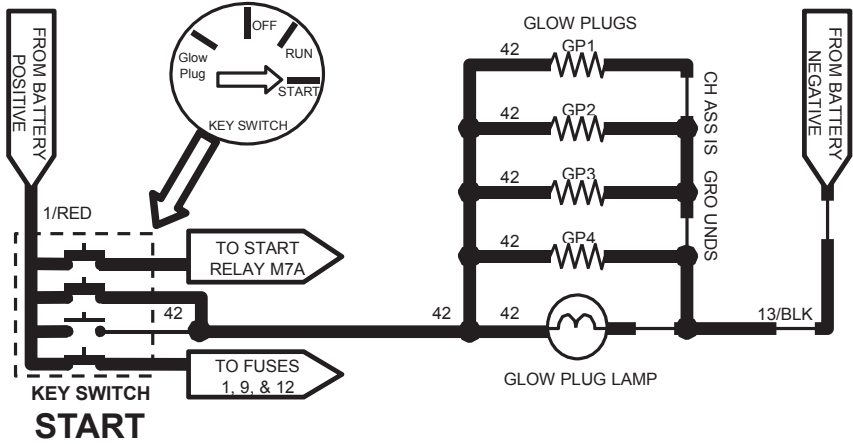 FROM BATTERY
POSITIVE
OFF
Glow
Plug
RUN
START
KEY SWITCH
GLOW PLUGS
42
GP1
42
GP2
42
GP3
42
GP4
CH ASS IS GRO UNDS
FROM BATTERY
NEGATIVE
1/RED
TO START
RELAY M7A
42
42
42
13/BLK
TO FUSES
1, 9, & 12
GLOW PLUG LAMP
KEY SWITCH
START